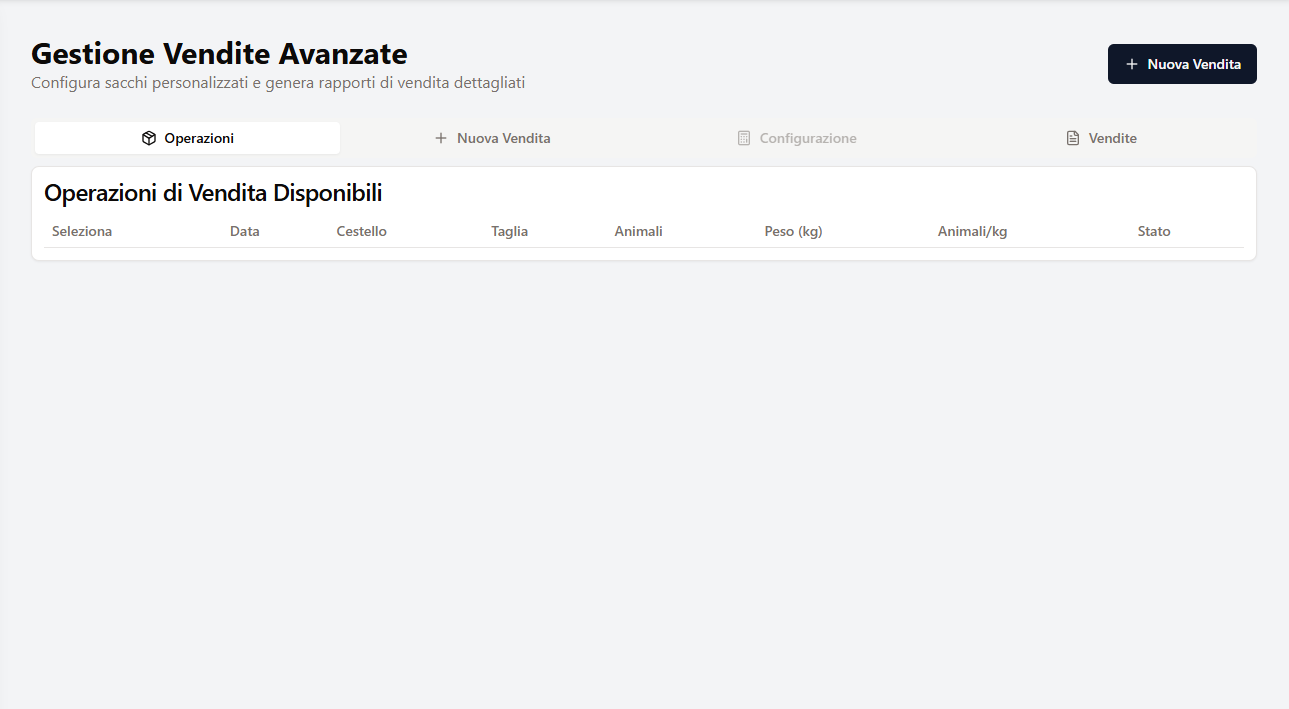 Gestione Vendite Avanzate
Configura sacchi personalizzati e genera rapporti di vendita dettagliati
Nuova Vendita
Operazioni
Nuova Vendita
Configurazione
Vendite
Operazioni di Vendita Disponibili
Seleziona Data Cestello Taglia Animali Peso (kg) Animali/kg Stato